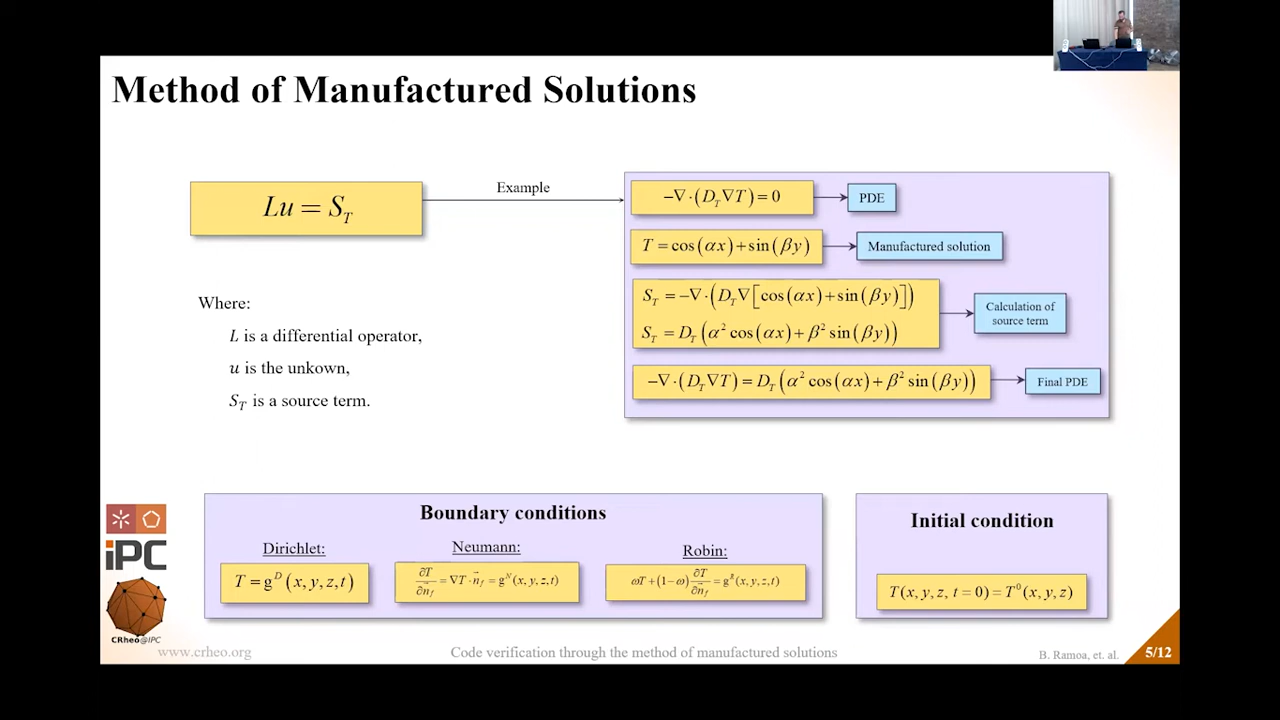 Method of Manufactured Solutions
Lu = S_T
Example
−∇·(D_T∇T) = 0
PDE
T = cos(αx) + sin(βy)
Manufactured solution
S_T = −∇·(D_T∇[cos(αx) + sin(βy)])
S_T = D_T(α² cos(αx) + β² sin(βy))
Calculation of
source term
−∇·(D_T∇T) = D_T(α² cos(αx) + β² sin(βy))
Final PDE
Where:
L is a differential operator,
u is the unkown,
S_T is a source term.
Boundary conditions
Dirichlet:
T = g^D(x, y, z, t)
Neumann:
∂T/∂n⃗_f = ∇T · n⃗_f = g^N(x, y, z, t)
Robin:
ωT + (1−ω) ∂T/∂n⃗_f = g^R(x, y, z, t)
Initial condition
T(x, y, z, t = 0) = T⁰(x, y, z)
iPC
CRheo@IPC
www.crheo.org
Code verification through the method of manufactured solutions
B. Ramoa, et. al.
5/12